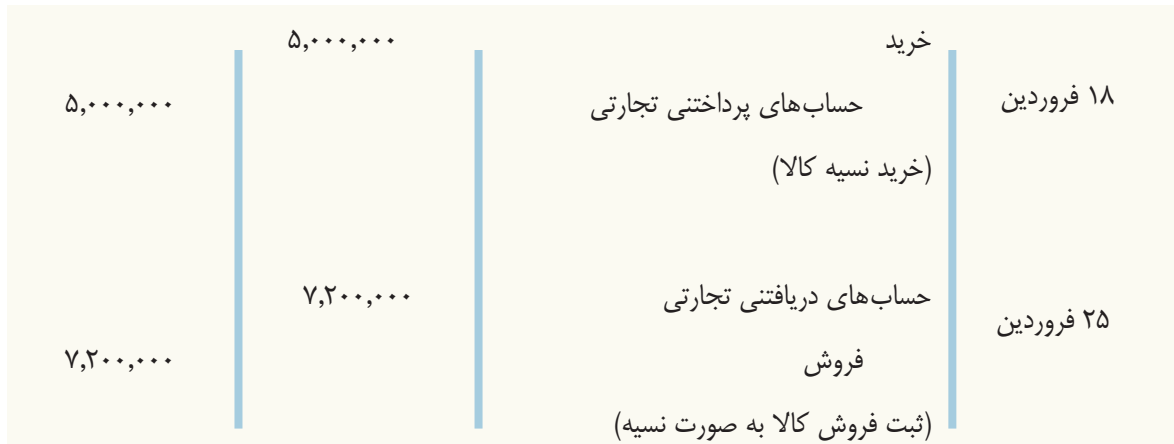 خرید ۵,۰۰۰,۰۰۰
۱۸ فروردین حساب‌های پرداختنی تجارتی ۵,۰۰۰,۰۰۰
(خرید نسیه کالا)
حساب‌های دریافتنی تجارتی ۷,۲۰۰,۰۰۰
۲۵ فروردین
فروش ۷,۲۰۰,۰۰۰
(ثبت فروش کالا به صورت نسیه)